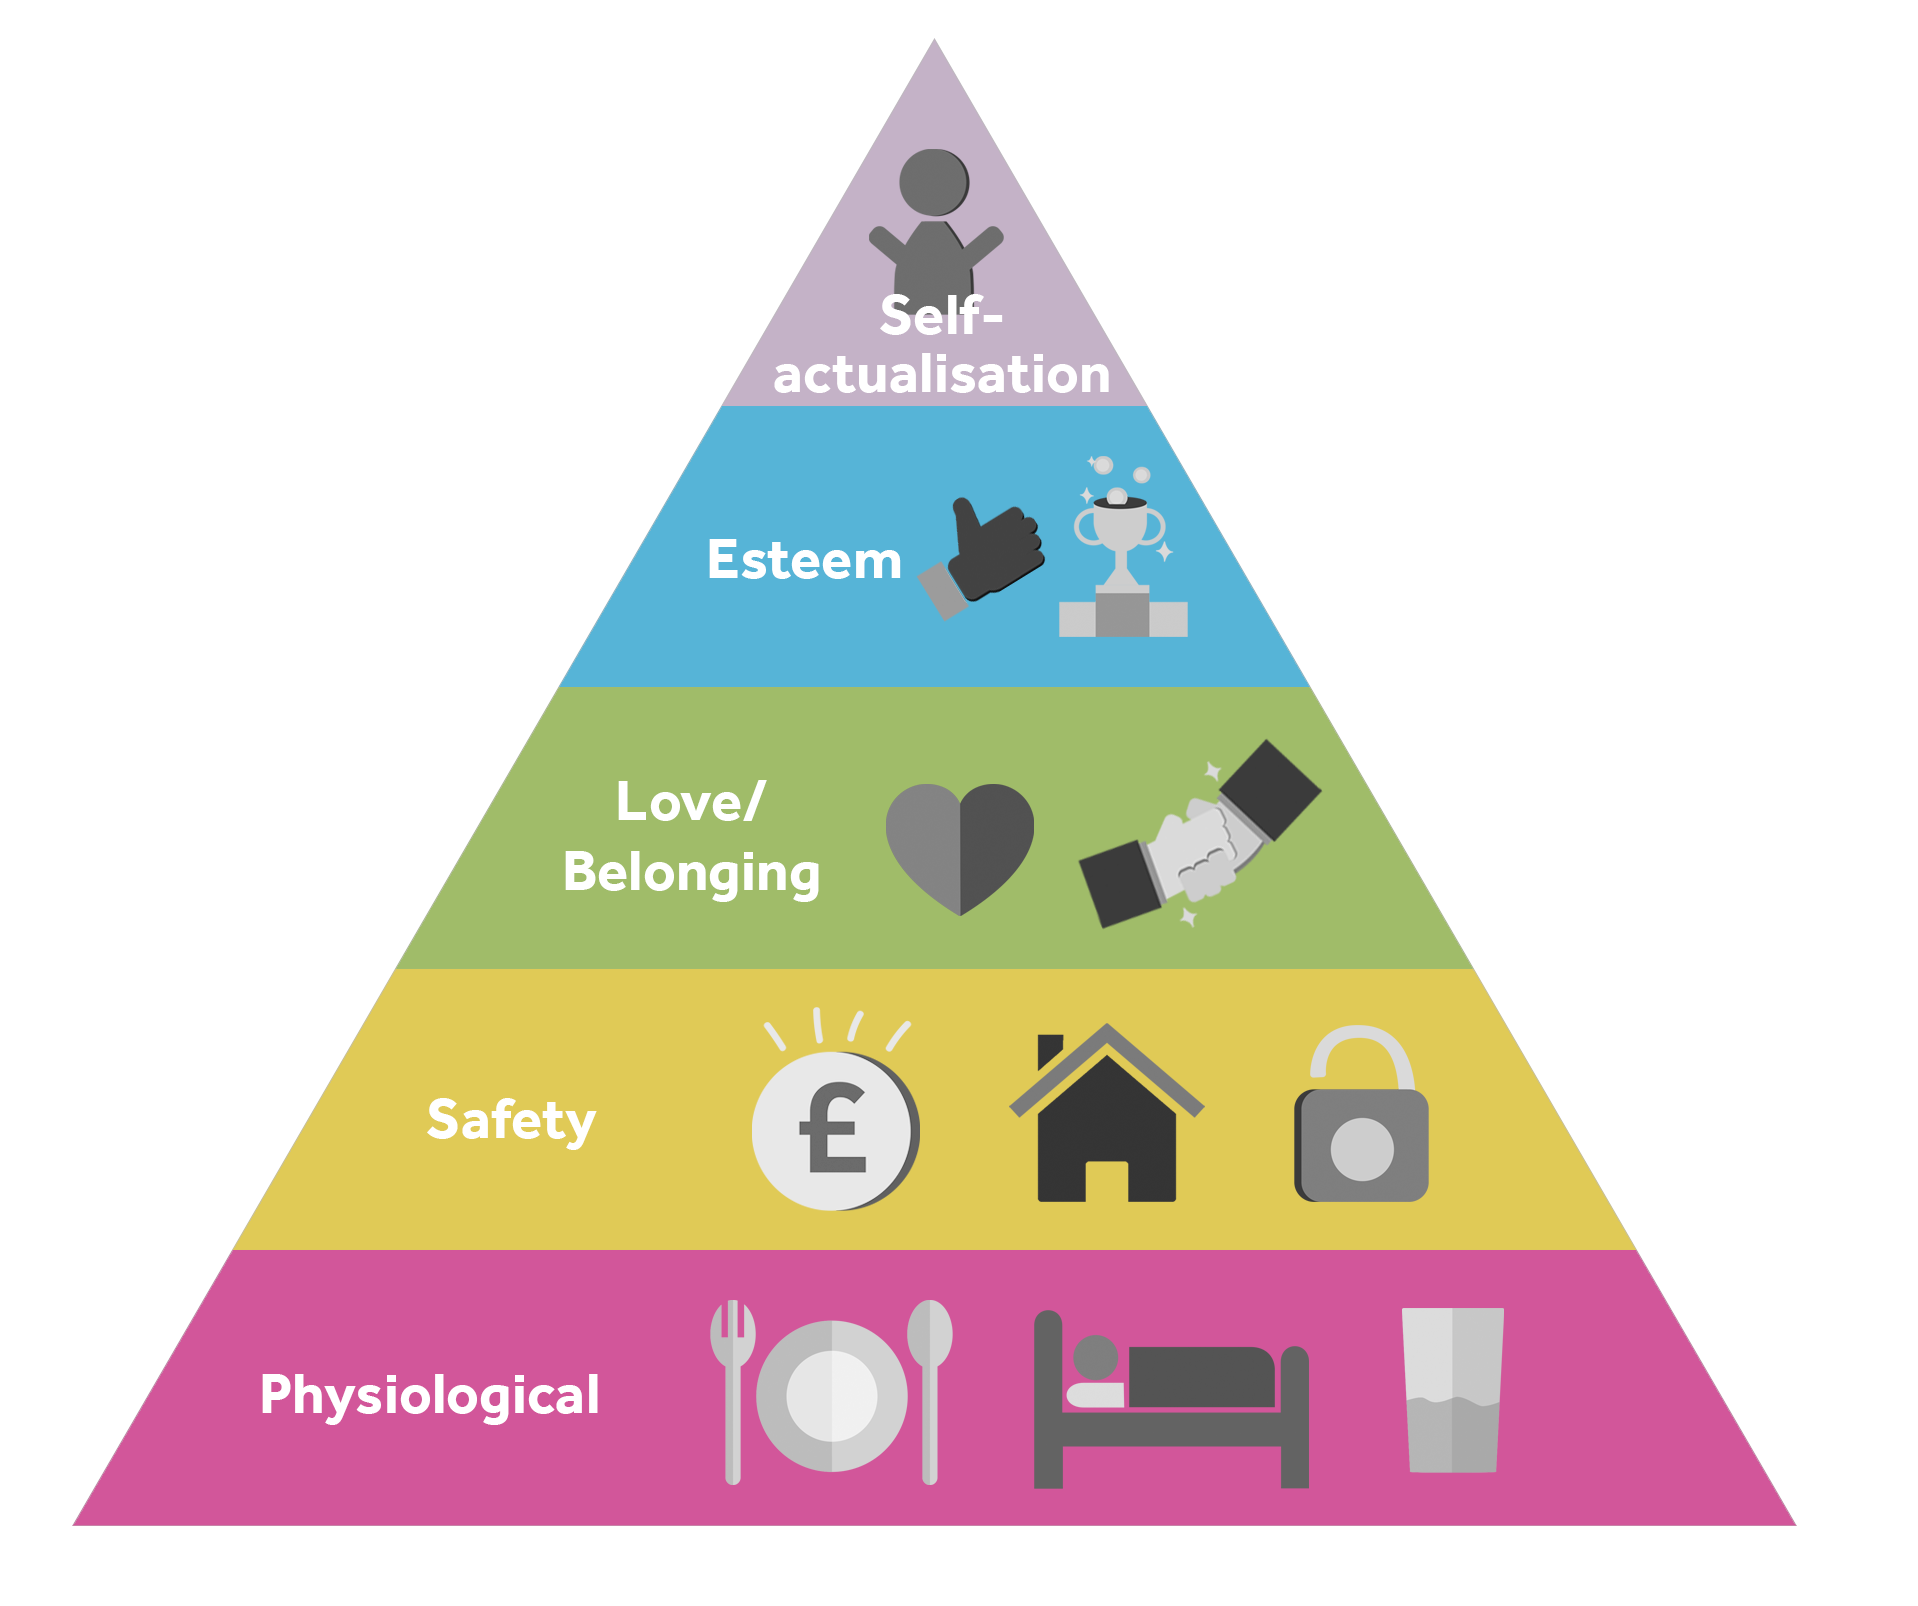 Self-
actualisation
Esteem
Love/
Belonging
Safety
£
Physiological